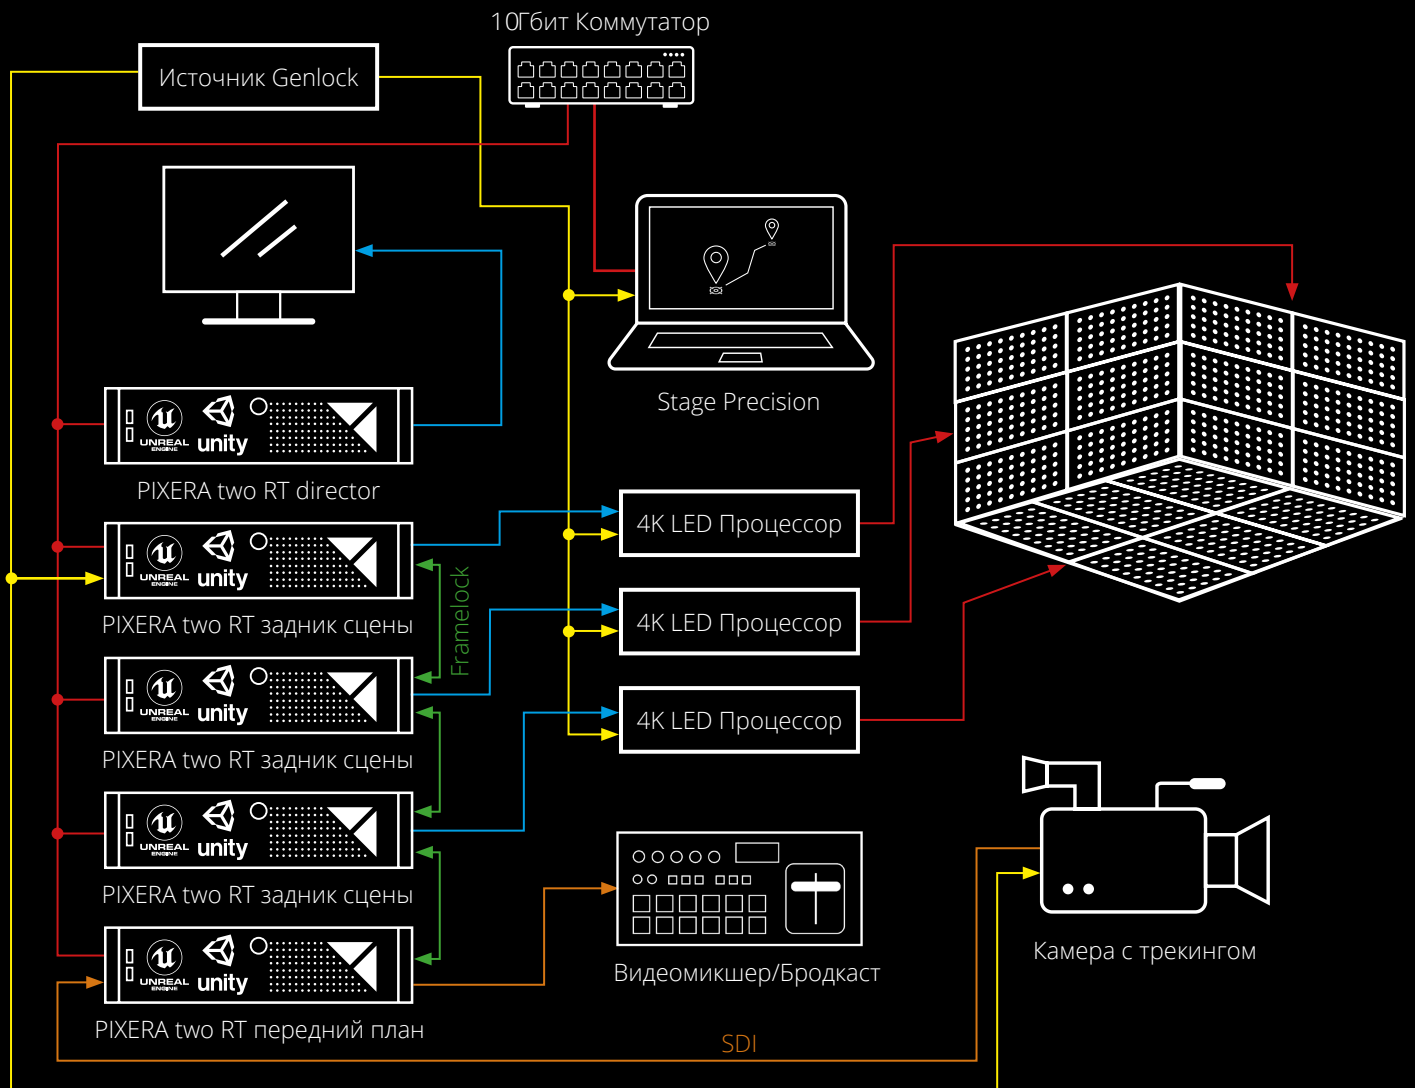 10Гбит Коммутатор
Источник Genlock
Stage Precision
UNREAL
ENGINE
unity
PIXERA two RT director
4K LED Процессор
UNREAL
ENGINE
unity
PIXERA two RT задник сцены
Framelock
4K LED Процессор
UNREAL
ENGINE
unity
PIXERA two RT задник сцены
4K LED Процессор
UNREAL
ENGINE
unity
PIXERA two RT задник сцены
Видеомикшер/Бродкаст
Камера с трекингом
UNREAL
ENGINE
unity
PIXERA two RT передний план
SDI